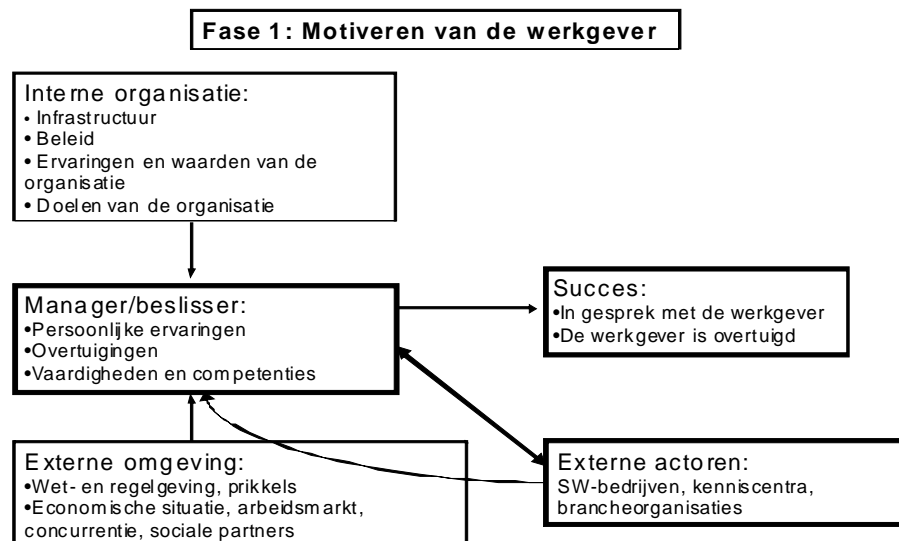 Fase 1: Motiveren van de werkgever
Interne organisatie:
• Infrastructuur
• Beleid
• Ervaringen en waarden van de
organisatie
• Doelen van de organisatie
Manager/beslisser:
•Persoonlijke ervaringen
•Overtuigingen
•Vaardigheden en competenties
Succes:
•In gesprek met de werkgever
•De werkgever is overtuigd
Externe omgeving:
•Wet- en regelgeving, prikkels
•Economische situatie, arbeidsmarkt,
concurrentie, sociale partners
Externe actoren:
SW-bedrijven, kenniscentra,
brancheorganisaties